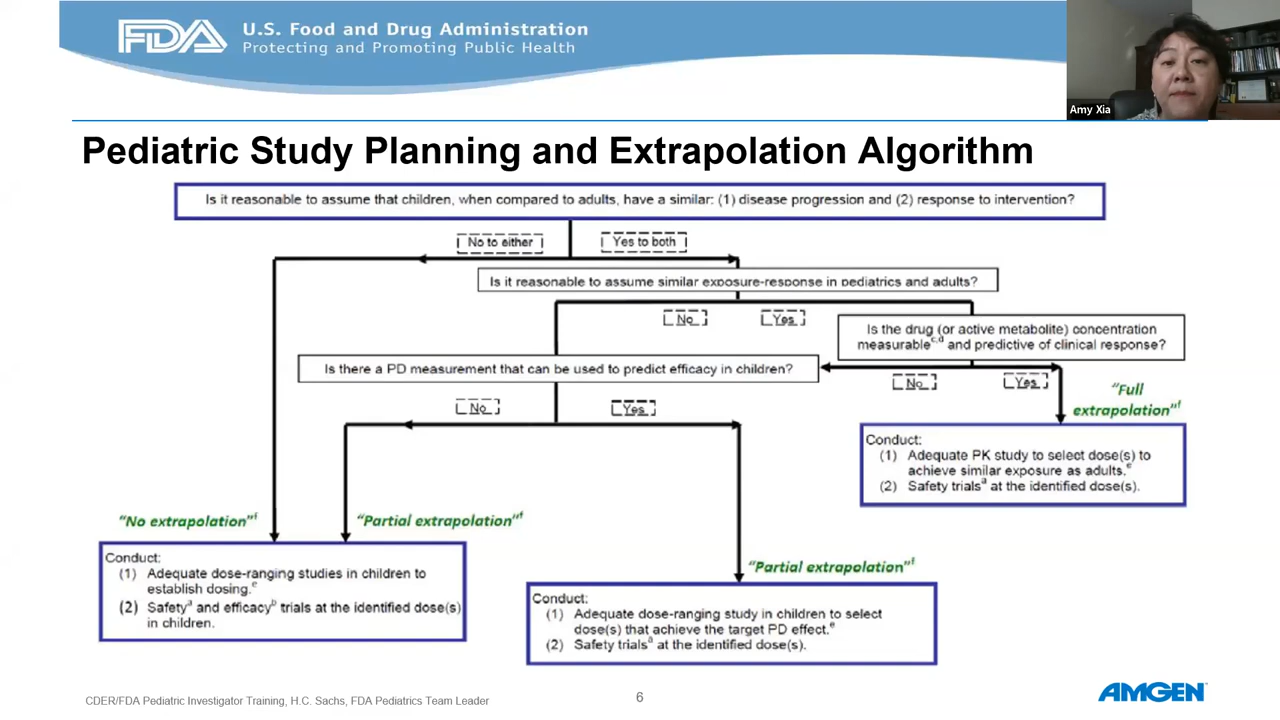 FDA
U.S. Food and Drug Administration
Protecting and Promoting Public Health
Amy Xia
Pediatric Study Planning and Extrapolation Algorithm
Is it reasonable to assume that children, when compared to adults, have a similar: (1) disease progression and (2) response to intervention?
No to either
Yes to both
Is it reasonable to assume similar exposure-response in pediatrics and adults?
No
Yes
Is the drug (or active metabolite) concentration
measurable c,d and predictive of clinical response?
Is there a PD measurement that can be used to predict efficacy in children?
No
Yes
"Full
extrapolation" f
No
Yes
Conduct:
(1) Adequate PK study to select dose(s) to
achieve similar exposure as adults. e
(2) Safety trials a at the identified dose(s).
"No extrapolation" f
"Partial extrapolation" f
Conduct:
(1) Adequate dose-ranging studies in children to
establish dosing. e
(2) Safety a and efficacy b trials at the identified dose(s)
in children.
"Partial extrapolation" f
Conduct:
(1) Adequate dose-ranging study in children to select
dose(s) that achieve the target PD effect. e
(2) Safety trials a at the identified dose(s).
CDER/FDA Pediatric Investigator Training, H.C. Sachs, FDA Pediatrics Team Leader
6
AMGEN